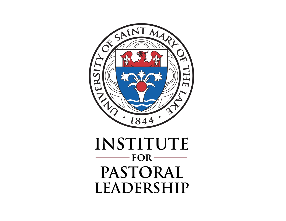 UNIVERSITY OF SAINT MARY OF THE LAKE
· 1844 ·
INSTITUTE
FOR
PASTORAL
LEADERSHIP